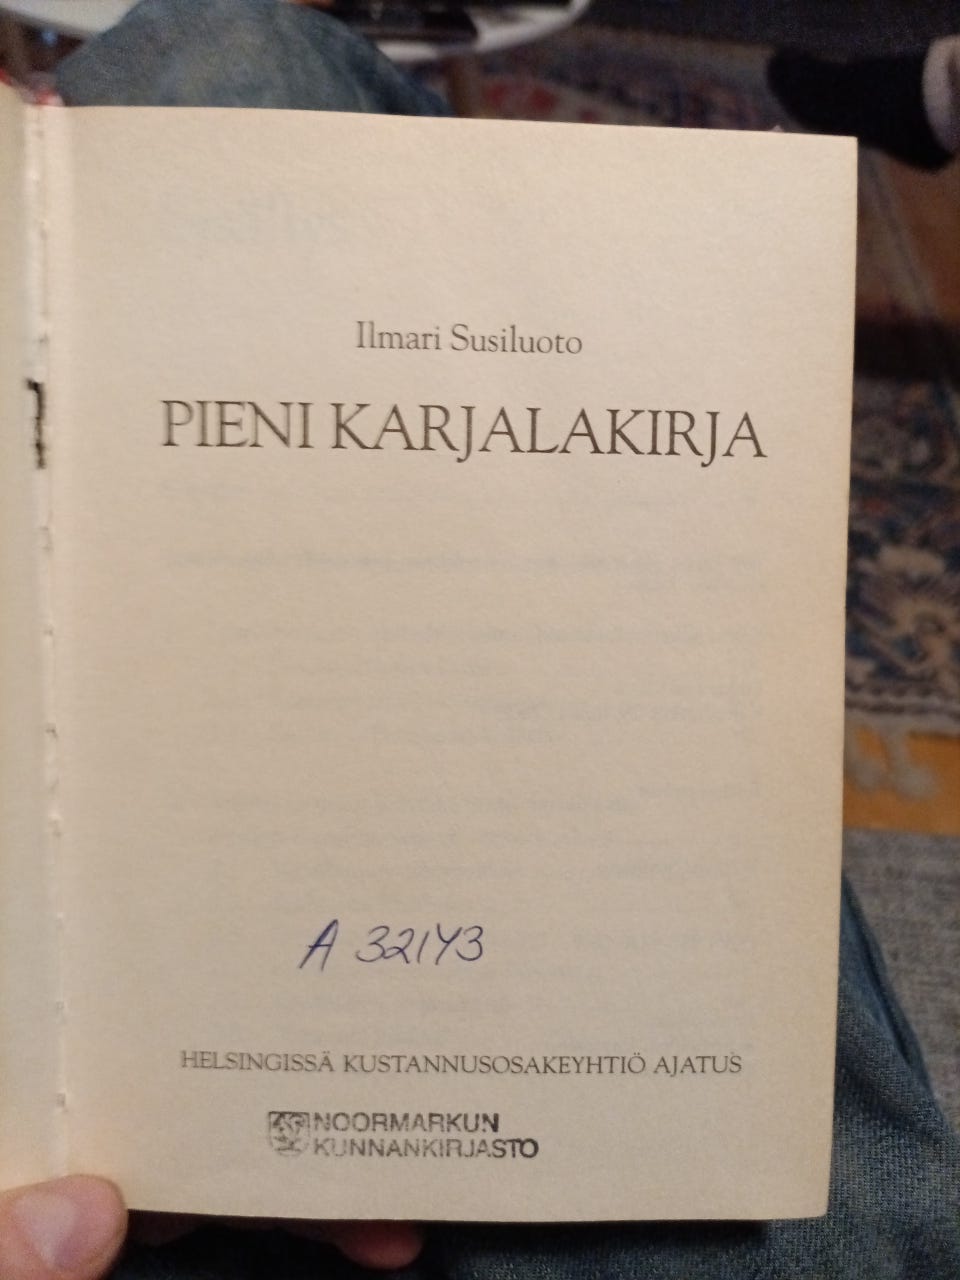 Ilmari Susiluoto
PIENI KARJALAKIRJA
A 32143
HELSINGISSÄ KUSTANNUSOSAKEYHTIÖ AJATUS
NOORMARKUN
KUNNANKIRJASTO